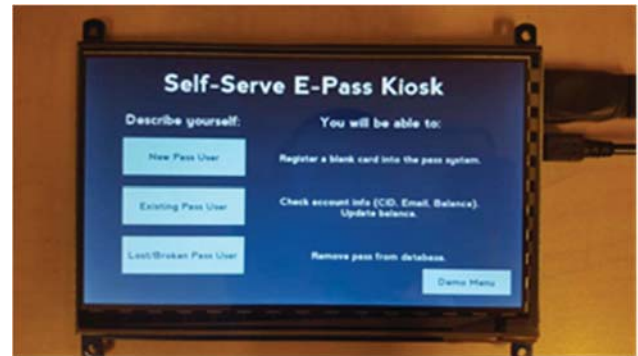 Self-Serve E-Pass Kiosk
Describe yourself:
You will be able to:
New Pass User
Register a blank card into the pass system.
Existing Pass User
Check account info (CID, Email, Balance).
Update balance.
Lost/Broken Pass User
Remove pass from database.
Demo Menu